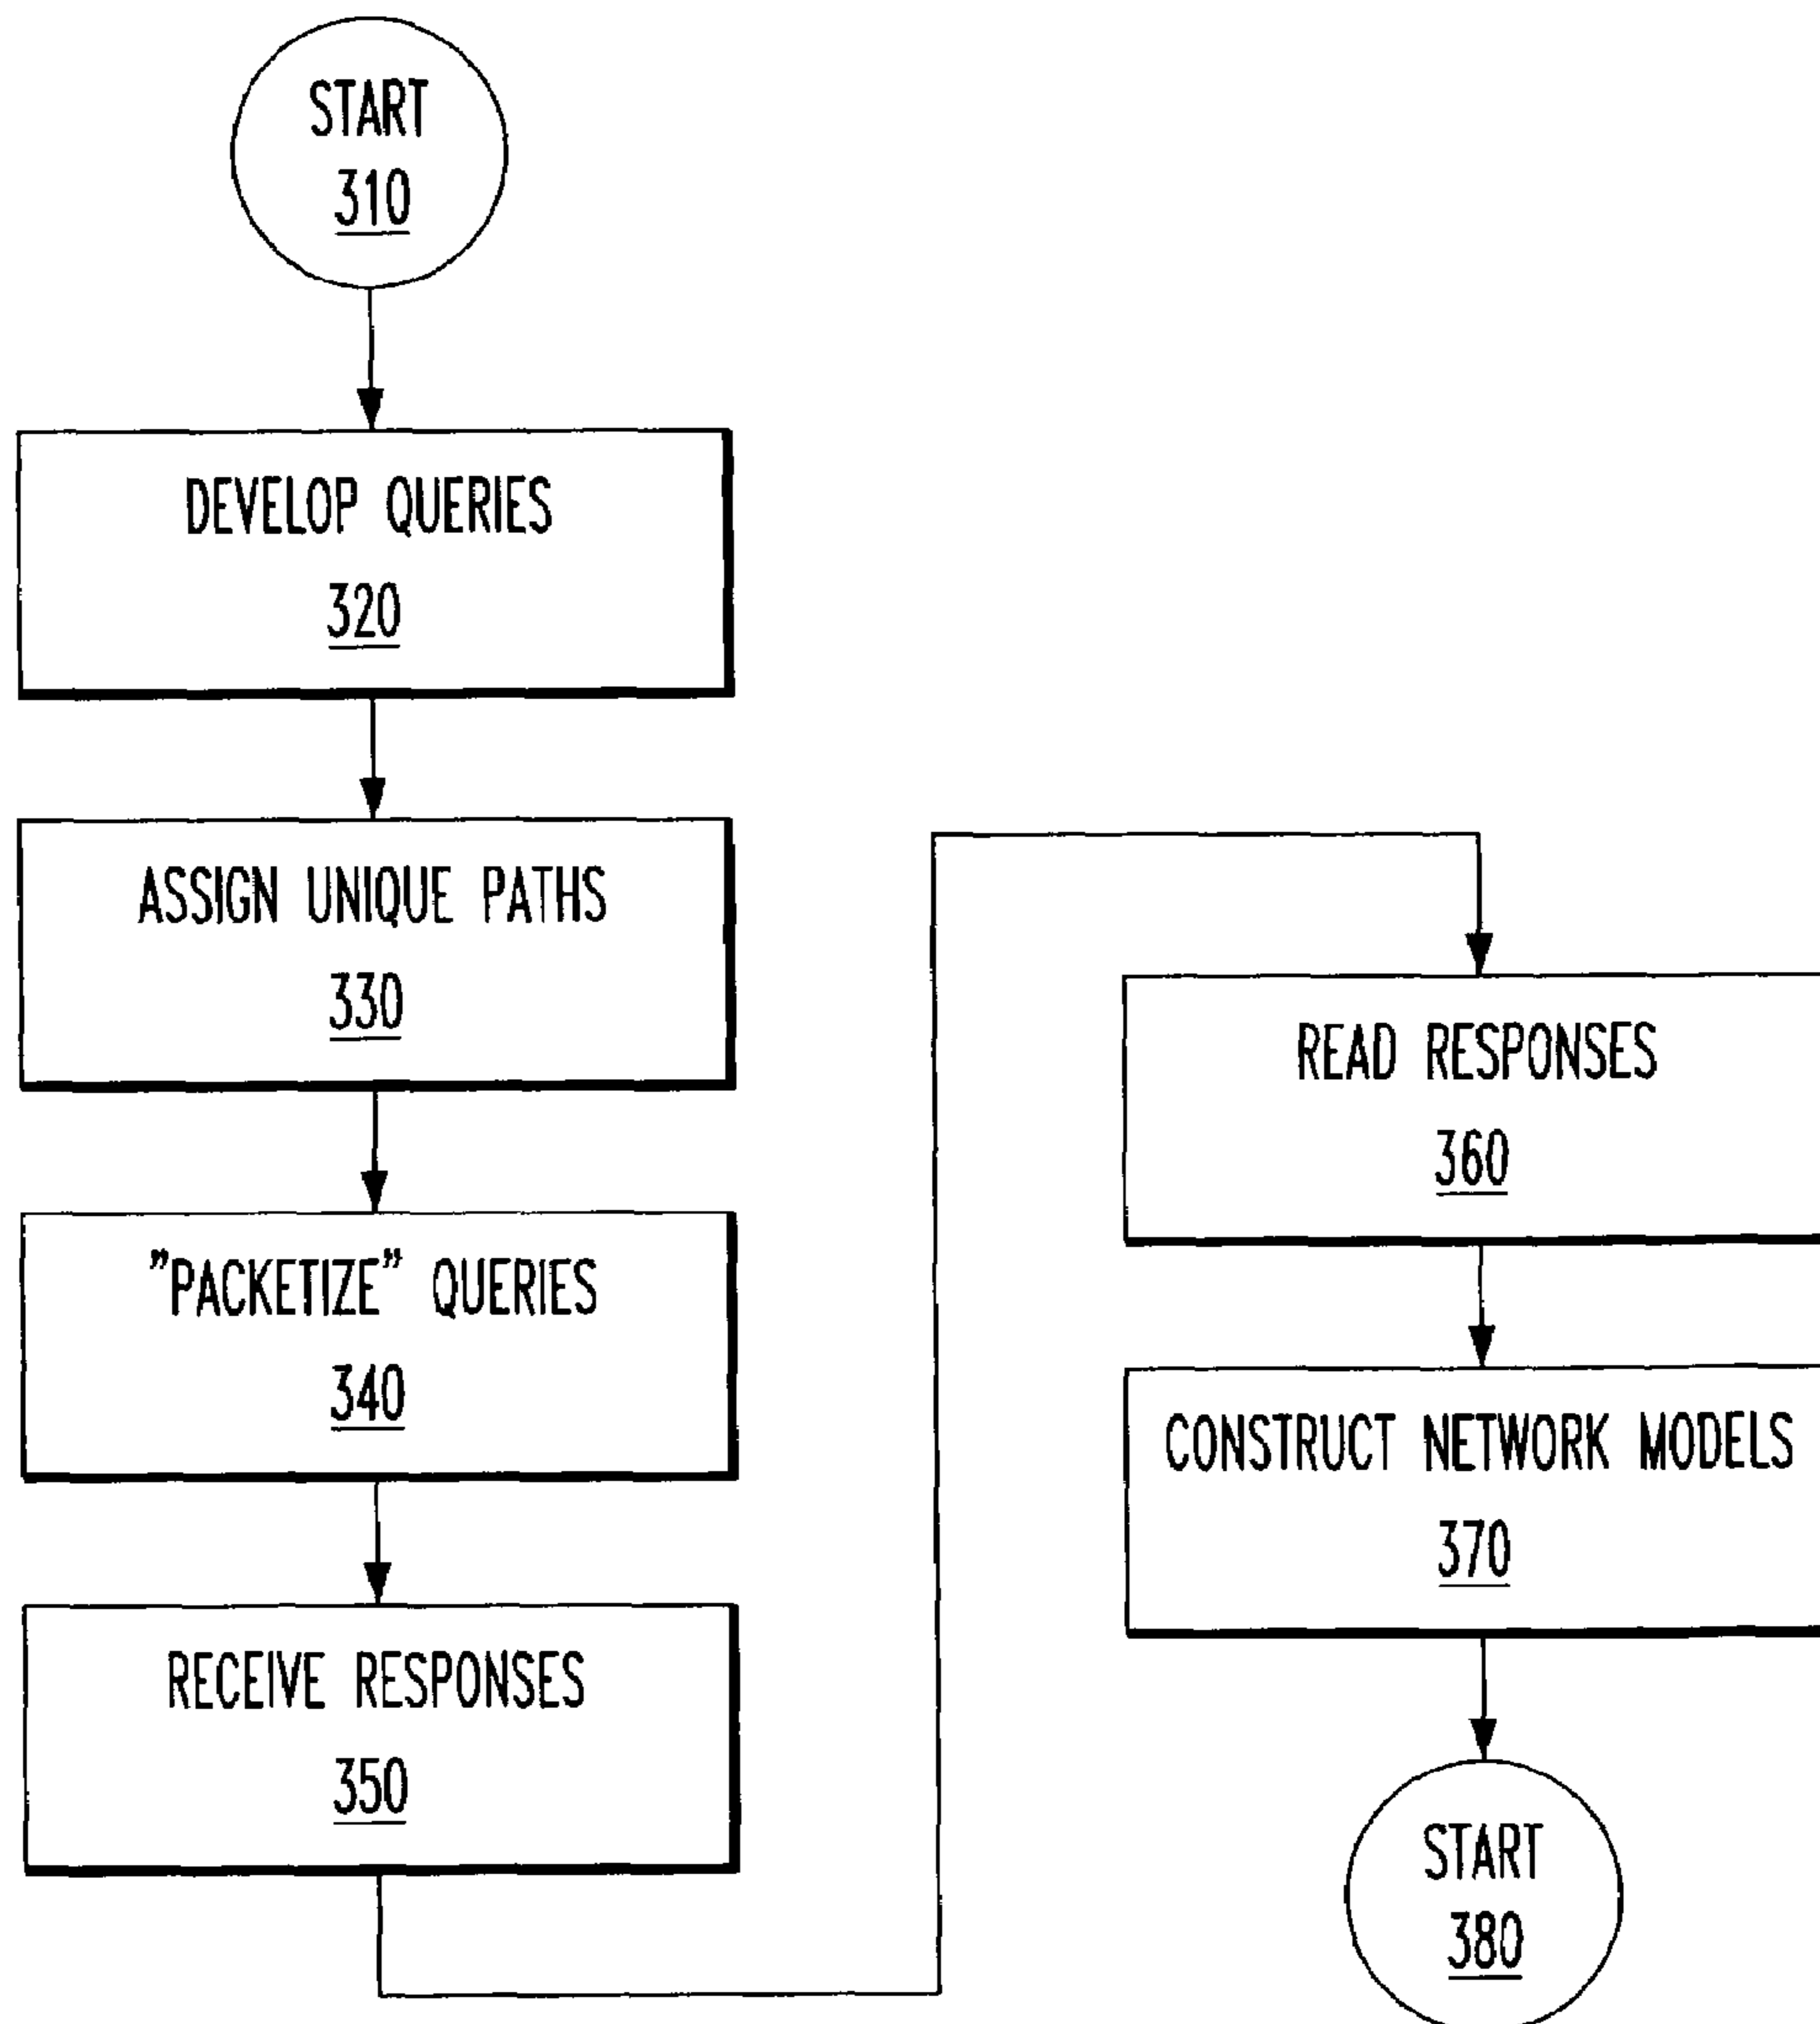 START
310
DEVELOP QUERIES
320
ASSIGN UNIQUE PATHS
330
"PACKETIZE" QUERIES
340
RECEIVE RESPONSES
350
READ RESPONSES
360
CONSTRUCT NETWORK MODELS
370
START
380